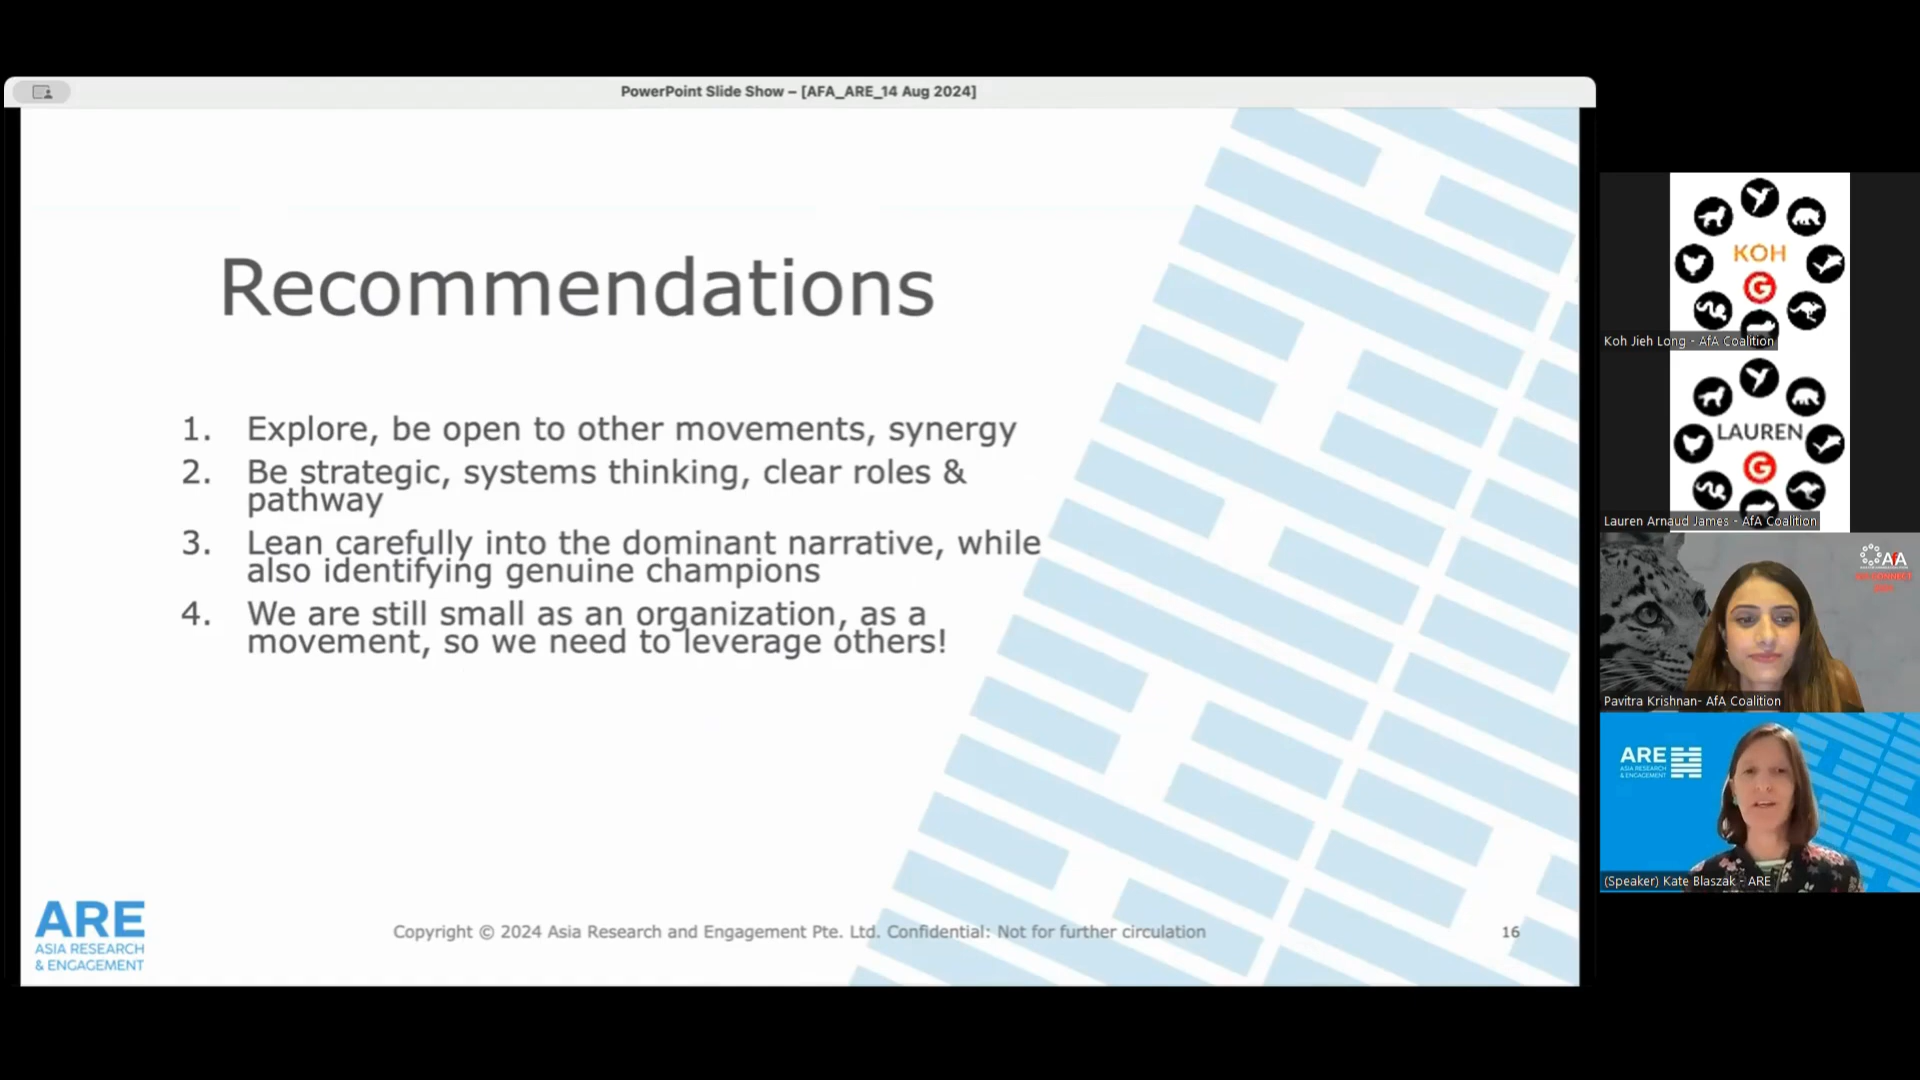 PowerPoint Slide Show – [AFA_ARE_14 Aug 2024]
Recommendations
1. Explore, be open to other movements, synergy
2. Be strategic, systems thinking, clear roles &
pathway
3. Lean carefully into the dominant narrative, while
also identifying genuine champions
4. We are still small as an organization, as a
movement, so we need to leverage others!
ARE
ASIA RESEARCH
& ENGAGEMENT
Copyright © 2024 Asia Research and Engagement Pte. Ltd. Confidential: Not for further circulation
16
KOH
G
Koh Jieh Long - AfA Coalition
LAUREN
G
Lauren Arnaud James - AfA Coalition
AfA
Pavitra Krishnan- AfA Coalition
ARE
ASIA RESEARCH
& ENGAGEMENT
(Speaker) Kate Blaszak - ARE